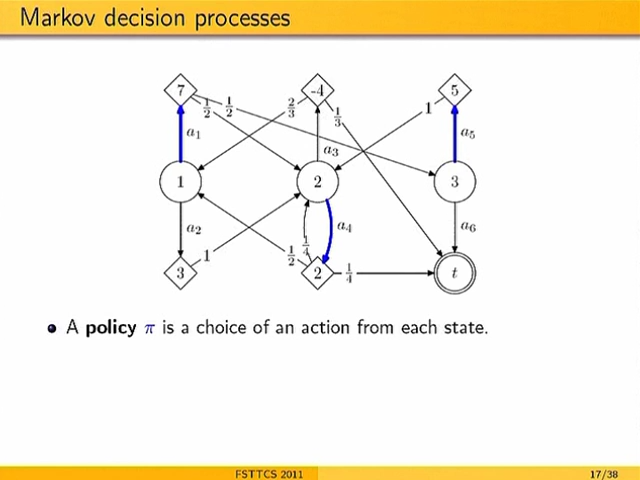 Markov decision processes
7 -4 5
1/2 1/2 2/3 1/3 1
a1 a3 a5
1 2 3
a2 a4 a6
1 1/2 1/4
3 2 1/4 t
A policy π is a choice of an action from each state.
FSTTCS 2011 17/38